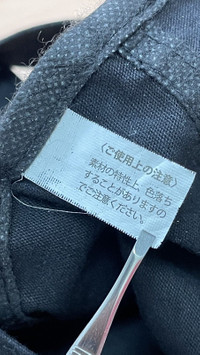 〈ご使用上の注意〉
素材の特性上、色落ち
することがありますの
でご注意ください。